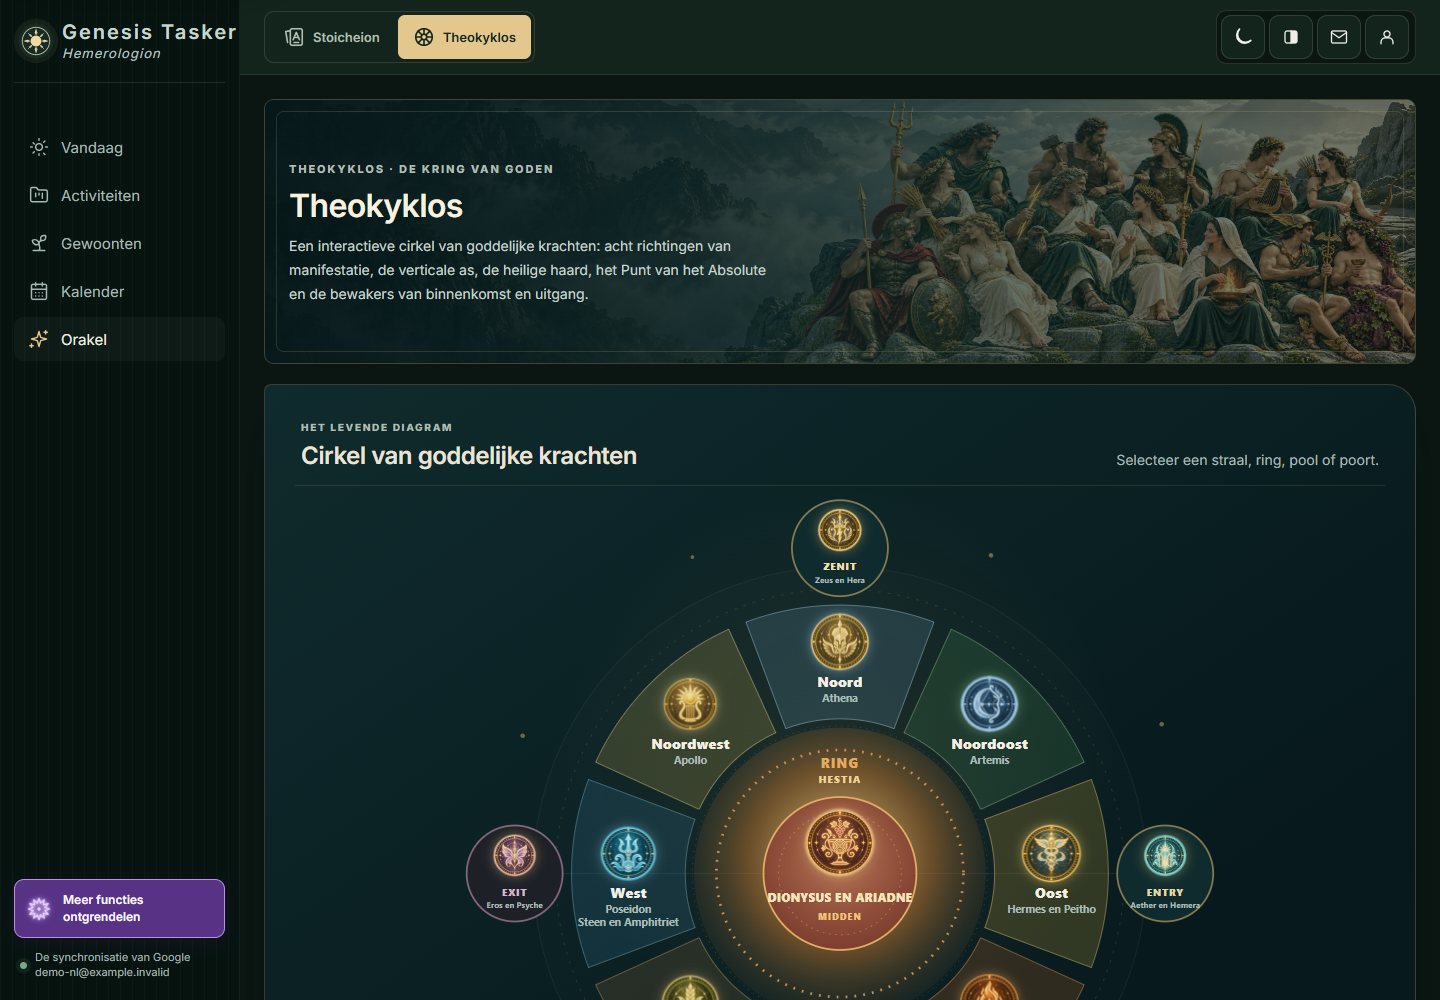 Genesis Tasker
Hemerologion
Stoicheion
Theokyklos
Vandaag
Activiteiten
Gewoonten
Kalender
Orakel
Meer functies
ontgrendelen
De synchronisatie van Google
demo-nl@example.invalid
THEOKYKLOS · DE KRING VAN GODEN
Theokyklos
Een interactieve cirkel van goddelijke krachten: acht richtingen van
manifestatie, de verticale as, de heilige haard, het Punt van het Absolute
en de bewakers van binnenkomst en uitgang.
HET LEVENDE DIAGRAM
Cirkel van goddelijke krachten
Selecteer een straal, ring, pool of poort.
ZENIT
Zeus en Hera
Noord
Athena
Noordwest
Apollo
Noordoost
Artemis
RING
HESTIA
EXIT
Eros en Psyche
West
Poseidon
Steen en Amphitriet
DIONYSUS EN ARIADNE
MIDDEN
Oost
Hermes en Peitho
ENTRY
Aether en Hemera